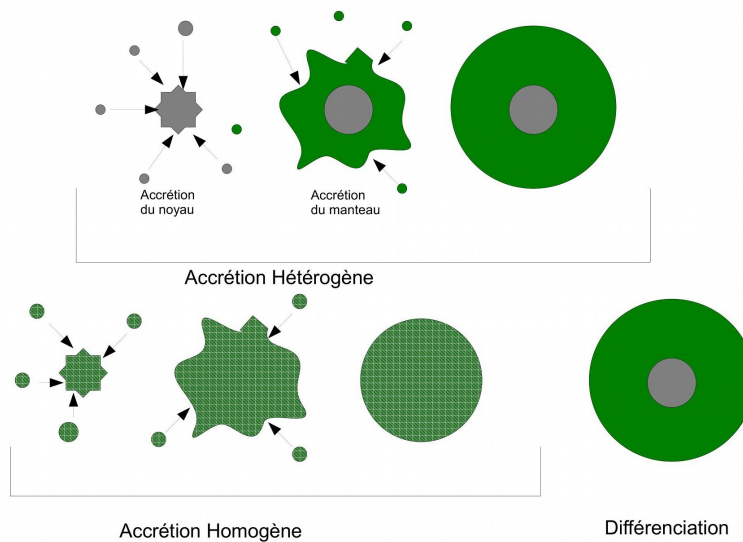 Accrétion
du noyau
Accrétion
du manteau
Accrétion Hétérogène
Accrétion Homogène
Différenciation